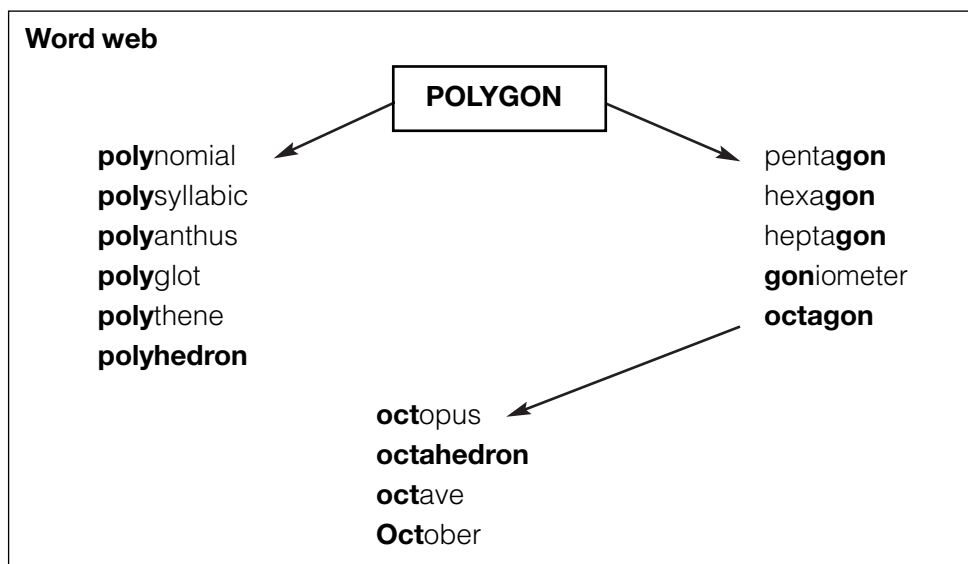 Word web
POLYGON
polynomial
polysyllabic
polyanthus
polyglot
polythene
polyhedron
pentagon
hexagon
heptagon
goniometer
octagon
octopus
octahedron
octave
October